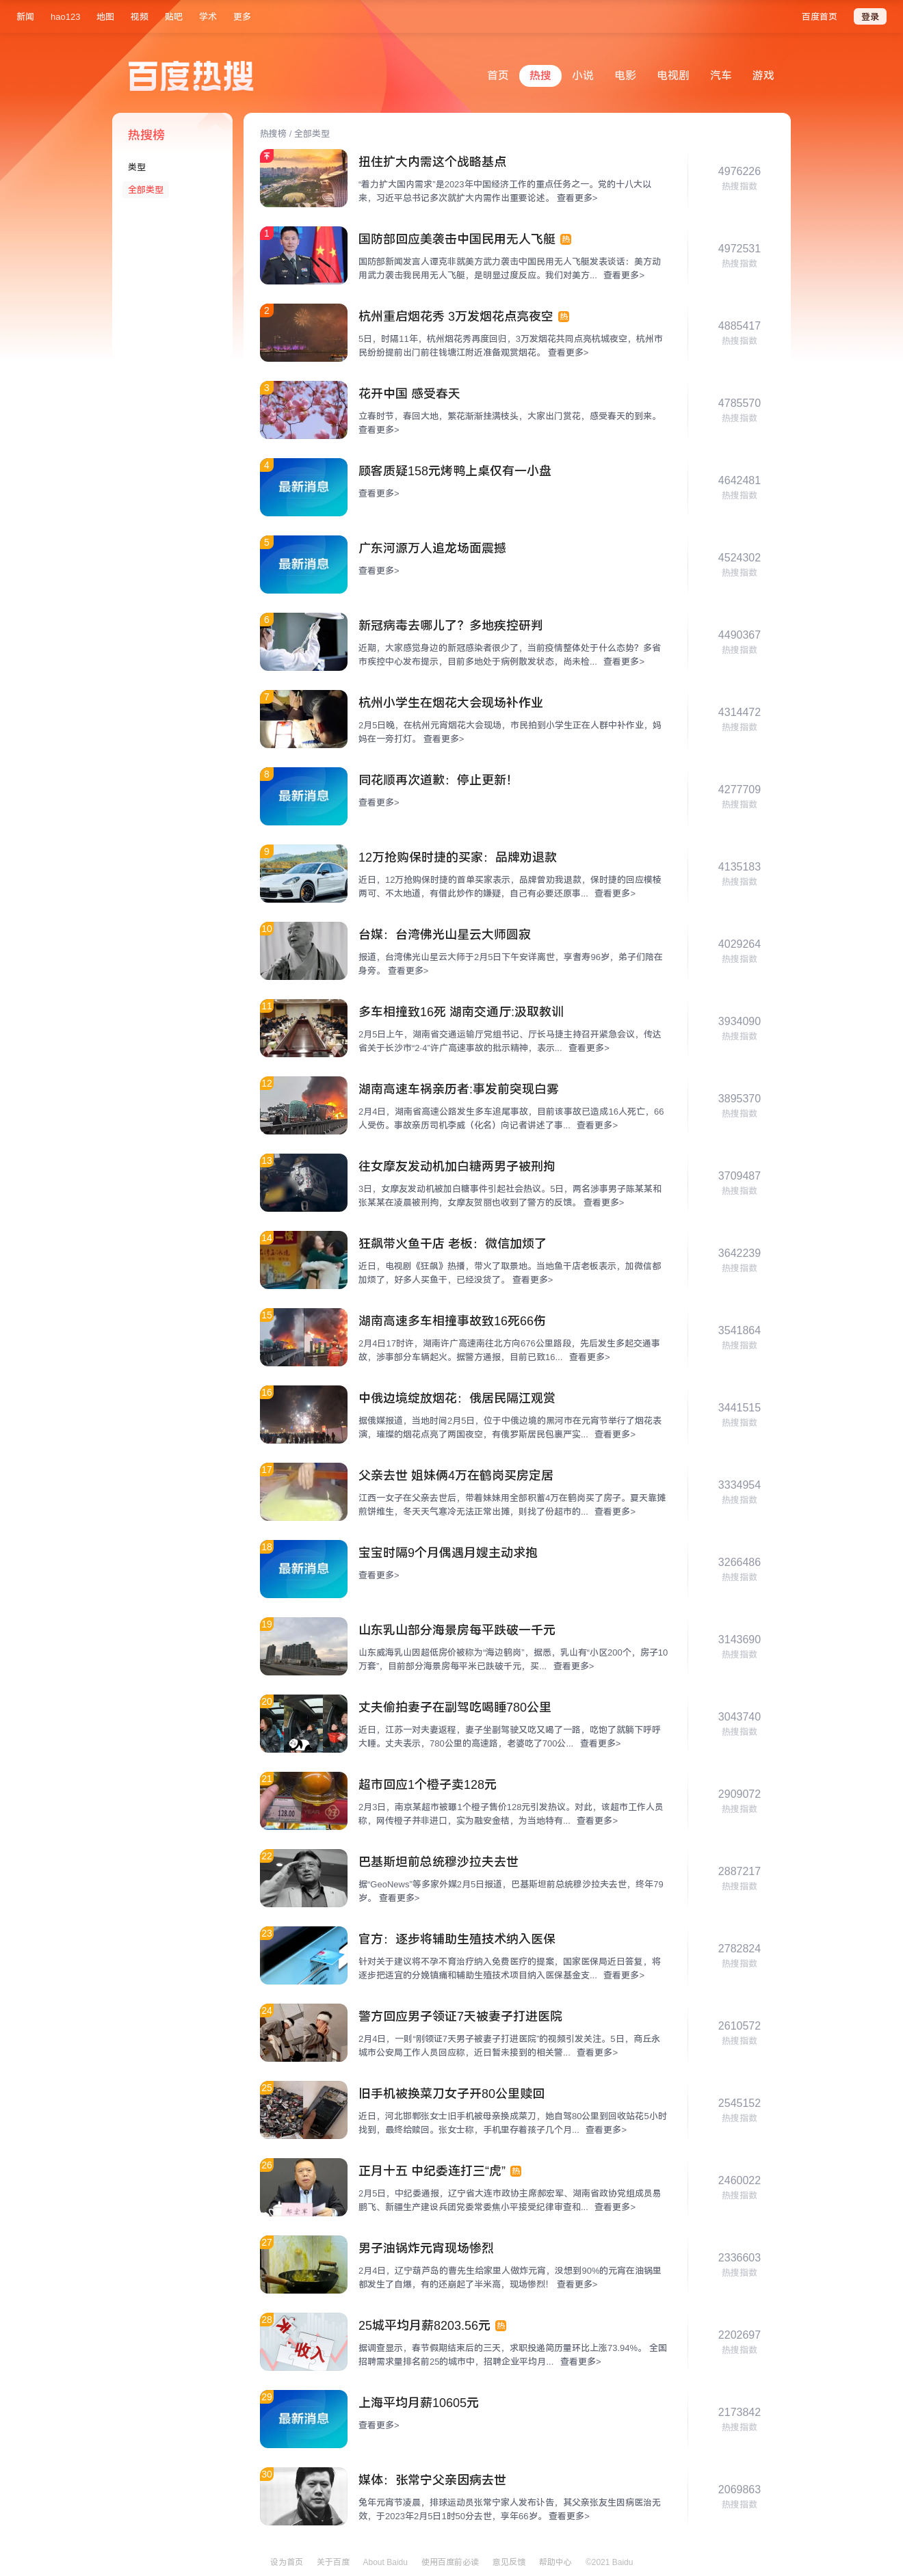 新闻 hao123 地图 视频 贴吧 学术 更多 百度首页 登录
百度热搜
首页 热搜 小说 电影 电视剧 汽车 游戏
热搜榜
类型
全部类型
热搜榜 / 全部类型
扭住扩大内需这个战略基点
“着力扩大国内需求”是2023年中国经济工作的重点任务之一。党的十八大以
来，习近平总书记多次就扩大内需作出重要论述。 查看更多>
4976226
热搜指数
1
国防部回应美袭击中国民用无人飞艇 热
国防部新闻发言人谭克非就美方武力袭击中国民用无人飞艇发表谈话：美方动
用武力袭击我民用无人飞艇，是明显过度反应。我们对美方... 查看更多>
4972531
热搜指数
2
杭州重启烟花秀 3万发烟花点亮夜空 热
5日，时隔11年，杭州烟花秀再度回归，3万发烟花共同点亮杭城夜空，杭州市
民纷纷提前出门前往钱塘江附近准备观赏烟花。 查看更多>
4885417
热搜指数
3
花开中国 感受春天
立春时节，春回大地，繁花渐渐挂满枝头，大家出门赏花，感受春天的到来。
查看更多>
4785570
热搜指数
4
最新消息
顾客质疑158元烤鸭上桌仅有一小盘
查看更多>
4642481
热搜指数
5
最新消息
广东河源万人追龙场面震撼
查看更多>
4524302
热搜指数
6
新冠病毒去哪儿了？多地疾控研判
近期，大家感觉身边的新冠感染者很少了，当前疫情整体处于什么态势？多省
市疾控中心发布提示，目前多地处于病例散发状态，尚未检... 查看更多>
4490367
热搜指数
7
杭州小学生在烟花大会现场补作业
2月5日晚，在杭州元宵烟花大会现场，市民拍到小学生正在人群中补作业，妈
妈在一旁打灯。 查看更多>
4314472
热搜指数
8
最新消息
同花顺再次道歉：停止更新！
查看更多>
4277709
热搜指数
9
12万抢购保时捷的买家：品牌劝退款
近日，12万抢购保时捷的首单买家表示，品牌曾劝我退款，保时捷的回应模棱
两可、不太地道，有借此炒作的嫌疑，自己有必要还原事... 查看更多>
4135183
热搜指数
10
台媒：台湾佛光山星云大师圆寂
报道，台湾佛光山星云大师于2月5日下午安详离世，享耆寿96岁，弟子们陪在
身旁。 查看更多>
4029264
热搜指数
11
多车相撞致16死 湖南交通厅:汲取教训
2月5日上午，湖南省交通运输厅党组书记、厅长马捷主持召开紧急会议，传达
省关于长沙市“2·4”许广高速事故的批示精神，表示... 查看更多>
3934090
热搜指数
12
湖南高速车祸亲历者:事发前突现白雾
2月4日，湖南省高速公路发生多车追尾事故，目前该事故已造成16人死亡，66
人受伤。事故亲历司机李威（化名）向记者讲述了事... 查看更多>
3895370
热搜指数
13
往女摩友发动机加白糖两男子被刑拘
3日，女摩友发动机被加白糖事件引起社会热议。5日，两名涉事男子陈某某和
张某某在凌晨被刑拘，女摩友贺丽也收到了警方的反馈。 查看更多>
3709487
热搜指数
14
狂飙带火鱼干店 老板：微信加烦了
近日，电视剧《狂飙》热播，带火了取景地。当地鱼干店老板表示，加微信都
加烦了，好多人买鱼干，已经没货了。 查看更多>
3642239
热搜指数
15
湖南高速多车相撞事故致16死66伤
2月4日17时许，湖南许广高速南往北方向676公里路段，先后发生多起交通事
故，涉事部分车辆起火。据警方通报，目前已致16... 查看更多>
3541864
热搜指数
16
中俄边境绽放烟花：俄居民隔江观赏
据俄媒报道，当地时间2月5日，位于中俄边境的黑河市在元宵节举行了烟花表
演，璀璨的烟花点亮了两国夜空，有俄罗斯居民包裹严实... 查看更多>
3441515
热搜指数
17
父亲去世 姐妹俩4万在鹤岗买房定居
江西一女子在父亲去世后，带着妹妹用全部积蓄4万在鹤岗买了房子。夏天靠摊
煎饼维生，冬天天气寒冷无法正常出摊，则找了份超市的... 查看更多>
3334954
热搜指数
18
最新消息
宝宝时隔9个月偶遇月嫂主动求抱
查看更多>
3266486
热搜指数
19
山东乳山部分海景房每平跌破一千元
山东威海乳山因超低房价被称为“海边鹤岗”，据悉，乳山有“小区200个，房子10
万套”，目前部分海景房每平米已跌破千元，买... 查看更多>
3143690
热搜指数
20
丈夫偷拍妻子在副驾吃喝睡780公里
近日，江苏一对夫妻返程，妻子坐副驾驶又吃又喝了一路，吃饱了就躺下呼呼
大睡。丈夫表示，780公里的高速路，老婆吃了700公... 查看更多>
3043740
热搜指数
21
128.00
超市回应1个橙子卖128元
2月3日，南京某超市被曝1个橙子售价128元引发热议。对此，该超市工作人员
称，网传橙子并非进口，实为融安金桔，为当地特有... 查看更多>
2909072
热搜指数
22
巴基斯坦前总统穆沙拉夫去世
据“GeoNews”等多家外媒2月5日报道，巴基斯坦前总统穆沙拉夫去世，终年79
岁。 查看更多>
2887217
热搜指数
23
官方：逐步将辅助生殖技术纳入医保
针对关于建议将不孕不育治疗纳入免费医疗的提案，国家医保局近日答复，将
逐步把适宜的分娩镇痛和辅助生殖技术项目纳入医保基金支... 查看更多>
2782824
热搜指数
24
警方回应男子领证7天被妻子打进医院
2月4日，一则“刚领证7天男子被妻子打进医院”的视频引发关注。5日，商丘永
城市公安局工作人员回应称，近日暂未接到的相关警... 查看更多>
2610572
热搜指数
25
旧手机被换菜刀女子开80公里赎回
近日，河北邯郸张女士旧手机被母亲换成菜刀，她自驾80公里到回收站花5小时
找到，最终给赎回。张女士称，手机里存着孩子几个月... 查看更多>
2545152
热搜指数
26
正月十五 中纪委连打三“虎” 热
2月5日，中纪委通报，辽宁省大连市政协主席郝宏军、湖南省政协党组成员易
鹏飞、新疆生产建设兵团党委常委焦小平接受纪律审查和... 查看更多>
2460022
热搜指数
27
男子油锅炸元宵现场惨烈
2月4日，辽宁葫芦岛的曹先生给家里人做炸元宵，没想到90%的元宵在油锅里
都发生了自爆，有的还崩起了半米高，现场惨烈！ 查看更多>
2336603
热搜指数
28
收入
25城平均月薪8203.56元 热
据调查显示，春节假期结束后的三天，求职投递简历量环比上涨73.94%。 全国
招聘需求量排名前25的城市中，招聘企业平均月... 查看更多>
2202697
热搜指数
29
最新消息
上海平均月薪10605元
查看更多>
2173842
热搜指数
30
媒体：张常宁父亲因病去世
兔年元宵节凌晨，排球运动员张常宁家人发布讣告，其父亲张友生因病医治无
效，于2023年2月5日1时50分去世，享年66岁。 查看更多>
2069863
热搜指数
设为首页 关于百度 About Baidu 使用百度前必读 意见反馈 帮助中心 ©2021 Baidu